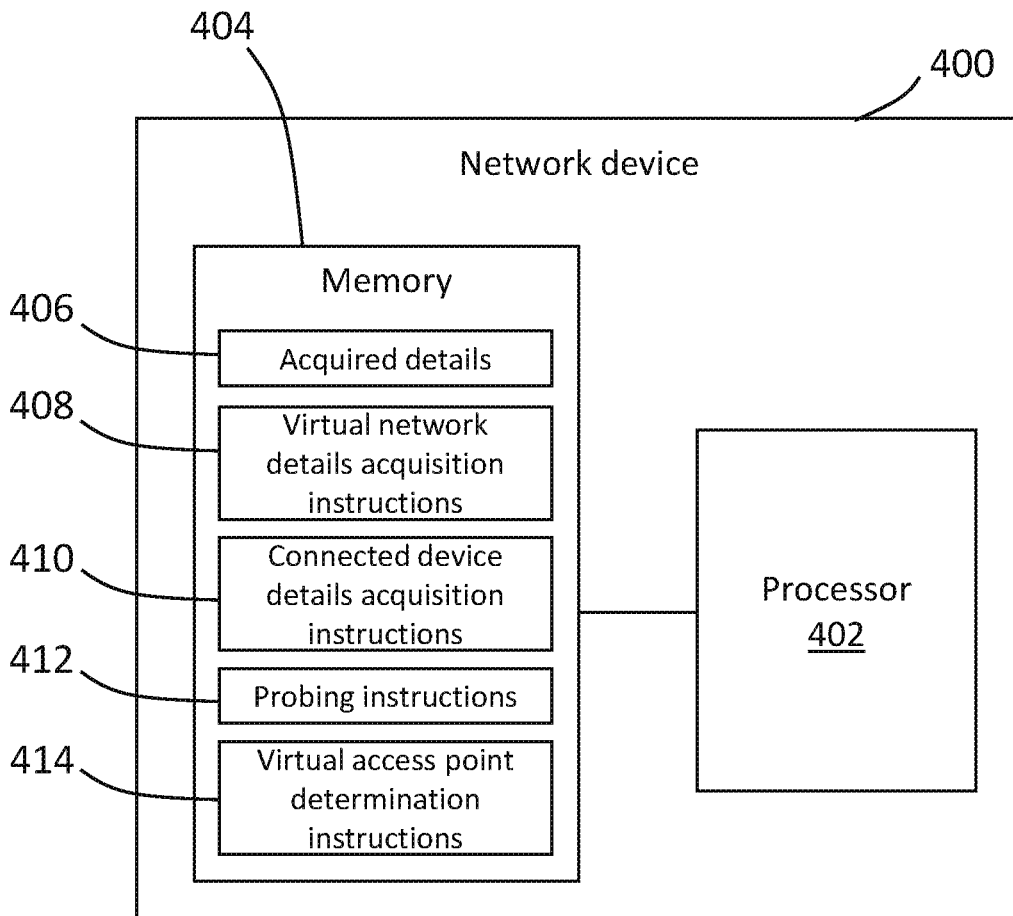 404
400
Network device
Memory
406
Acquired details
408
Virtual network
details acquisition
instructions
410
Connected device
details acquisition
instructions
Processor
402
412
Probing instructions
414
Virtual access point
determination
instructions